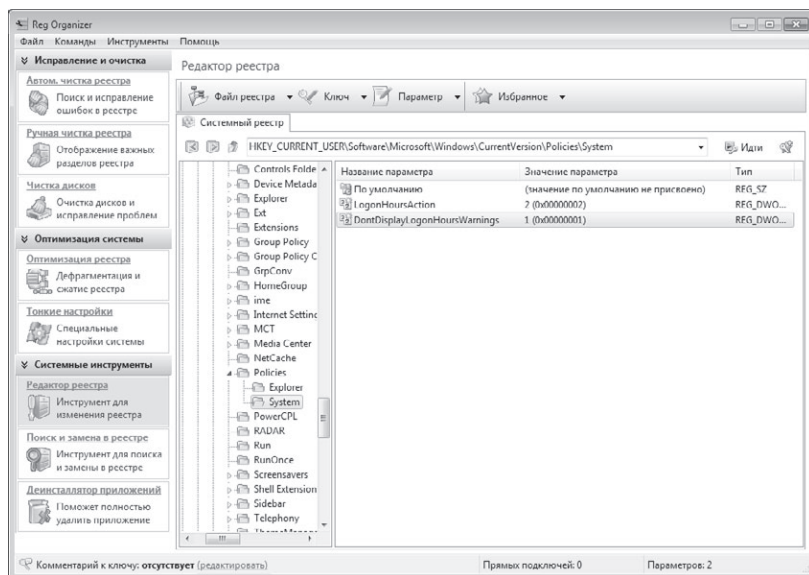 Reg Organizer
Файл Команды Инструменты Помощь
Исправление и очистка
Автом. чистка реестра
Поиск и исправление
ошибок в реестре
Ручная чистка реестра
Отображение важных
разделов реестра
Чистка дисков
Очистка дисков и
исправление проблем
Оптимизация системы
Оптимизация реестра
Дефрагментация и
сжатие реестра
Тонкие настройки
Специальные
настройки системы
Системные инструменты
Редактор реестра
Инструмент для
изменения реестра
Поиск и замена в реестре
Инструмент для поиска
и замены в реестре
Деинсталлятор приложений
Поможет полностью
удалить приложение
Редактор реестра
Файл реестра Ключ Параметр Избранное
Системный реестр
HKEY_CURRENT_USER\Software\Microsoft\Windows\CurrentVersion\Policies\System Идти
Controls Folde
Device Metada
Explorer
Ext
Extensions
Group Policy
Group Policy C
GrpConv
HomeGroup
ime
Internet Setting
MCT
Media Center
NetCache
Policies
Explorer
System
PowerCPL
RADAR
Run
RunOnce
Screensavers
Shell Extension
Sidebar
Telephony
ThemeManage
Название параметра Значение параметра Тип
По умолчанию (значение по умолчанию не присвоено) REG_SZ
LogonHoursAction 2 (0x00000002) REG_DWO...
DontDisplayLogonHoursWarnings 1 (0x00000001) REG_DWO...
Комментарий к ключу: отсутствует (редактировать) Прямых подключей: 0 Параметров: 2